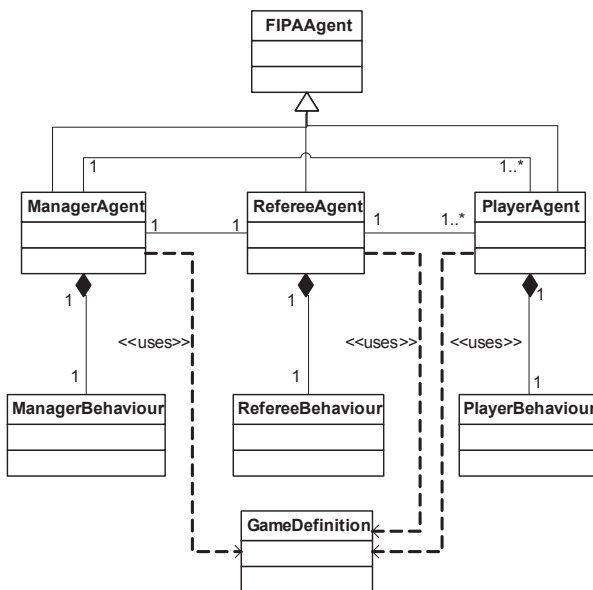 FIPAAgent
1
1..*
ManagerAgent
RefereeAgent
PlayerAgent
1
1
1
1..*
1
1
1
<<uses>>
<<uses>>
<<uses>>
1
1
1
ManagerBehaviour
RefereeBehaviour
PlayerBehaviour
GameDefinition